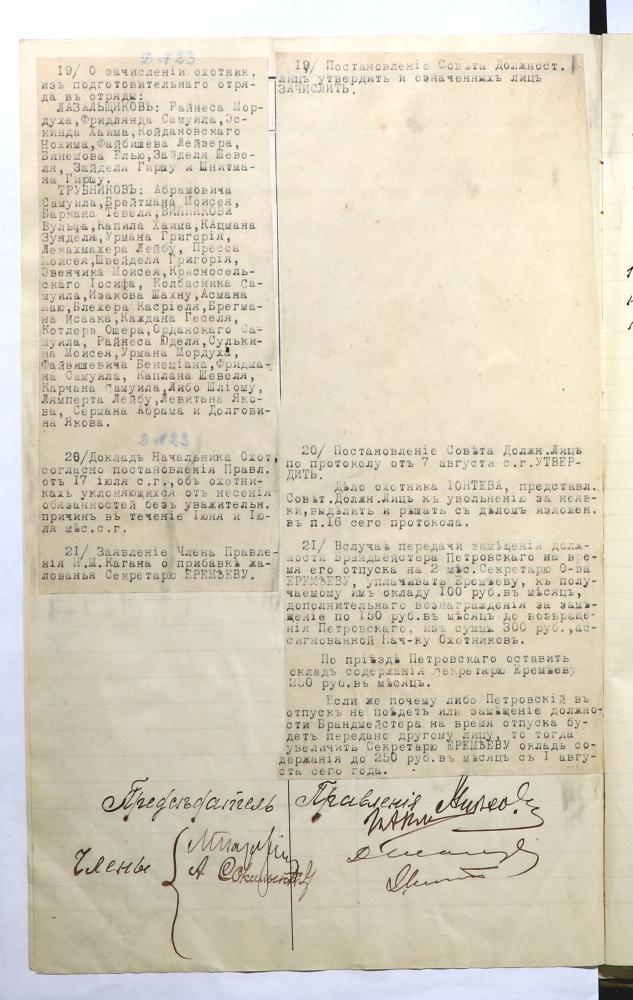 Д N23
19/ О зачисленіи охотник.
изъ подготовительнаго отря-
да въ отряды:
ЛАЗАЛЬЩИКОВЪ: Райнеса Мор-
духа,Фридлянда Самуила,Эс-
кинда Хаима,Койдановскаго
Нохима,Файбишева Лейзера,
Бинемова Елью,Зайделя Шеве-
ля, Зайделя Гиршу и Шнитма-
на Гиршу.
ТРУБНИКОВЪ: Абрамовича
Самуила,Брейтмана Моисея,
Баркана Тевеля,ВИННИКОВА
Вульфа,Капила Хаима,КАцмана
Зунделя,Урмана Григорія,
Лекахмахера Лейбу, Пресса
Моисея,Швейделя Григорія,
Звенчика Моисея,Красносель-
скаго Іосифа, Колбасника Са-
муила,Изакова Шахну,Асмана
Шаю,Блехера Касріеля,Брегма-
на Исаака,Каждана Геселя,
Котлера Ошера,Орданскаго Са-
муила, Райнеса Юделя,Сульки-
на Моисея,Урмана Мордуха,
Файвишевича Бенеціана,Фридма-
на Самуила, Каплана Шевеля,
Карчана Самуила,Либо Шліому,
Лямперта Лейбу,Левитана Яко-
ва, Сермана Абрама и Долгови-
на Якова.
Д N23
20/Докладъ Начальника Охот,
согласно постановленія Правл.
отъ 17 іюля с.г.,объ охотни-
кахъ уклоняющихся отъ несенія
обязанностей безъ уважительн.
причинъ въ теченіе Іюня и Ію-
ля мѣс.с.г.
21/ Заявленіе Члена Правле-
нія И.М.Кагана о прибавкѣ жа-
лованья Секретарю ЕРЕМѢЕВУ.
19/ Постановленіе Совѣта Должност.
лицъ утвердить и означенныхъ лицъ
ЗАЧИСЛИТЬ.
20/ Постановленіе Совѣта Должн.Лицъ
по протоколу отъ 7 августа с.г.УТВЕР-
ДИТЬ.
Дѣло охотника ІОНТЕВА, представл.
Совѣт.Должн.Лицъ къ увольненію за неяв-
ки,выдѣлить и рѣшать съ дѣломъ изложен.
въ п.16 сего протокола.
21/ Вслучаѣ передачи замѣщенія долж-
ности Брандмейстера Петровскаго на вре-
мя его отпуска на 2 мѣс.Секретарю О-ва
ЕРЕМѢЕВУ, уплачивать Еремѣеву, къ полу-
чаемому имъ окладу 100 руб.въ мѣсяцъ,
дополнительнаго вознагражденія за замѣ-
щеніе по 150 руб.въ мѣсяцъ до возвраще-
нія Петровскаго, изъ суммы 300 руб.,ас-
сигнованной Нач-ку Охотниковъ.
По пріѣздѣ Петровскаго оставить
окладъ содержанія Секретарю Еремѣеву
250 руб.въ мѣсяцъ.
Если же почему либо Петровскій въ
отпускъ не поѣдетъ или замѣщеніе должно-
сти Брандмейстера на время отпуска бу-
детъ передано другому лицу, то тогда
увеличить Секретарю ЕРЕМѢЕВУ окладъ со-
держанія до 250 руб.въ мѣсяцъ съ 1 авгу-
ста сего года.
Предсѣдатель Правленія
Члены